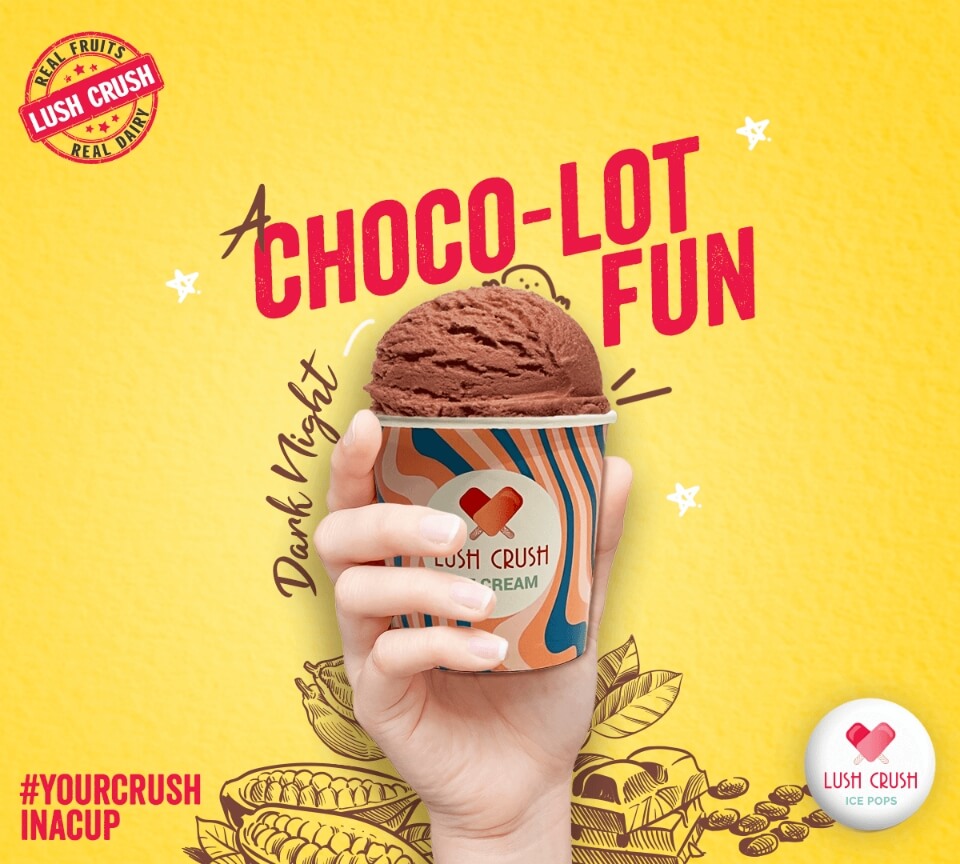 REAL FRUITS
LUSH CRUSH
REAL DAIRY
A
CHOCO-LOT
FUN
Dark Night
LUSH CRUSH
CREAM
#YOURCRUSH
INACUP
LUSH CRUSH
ICE POPS